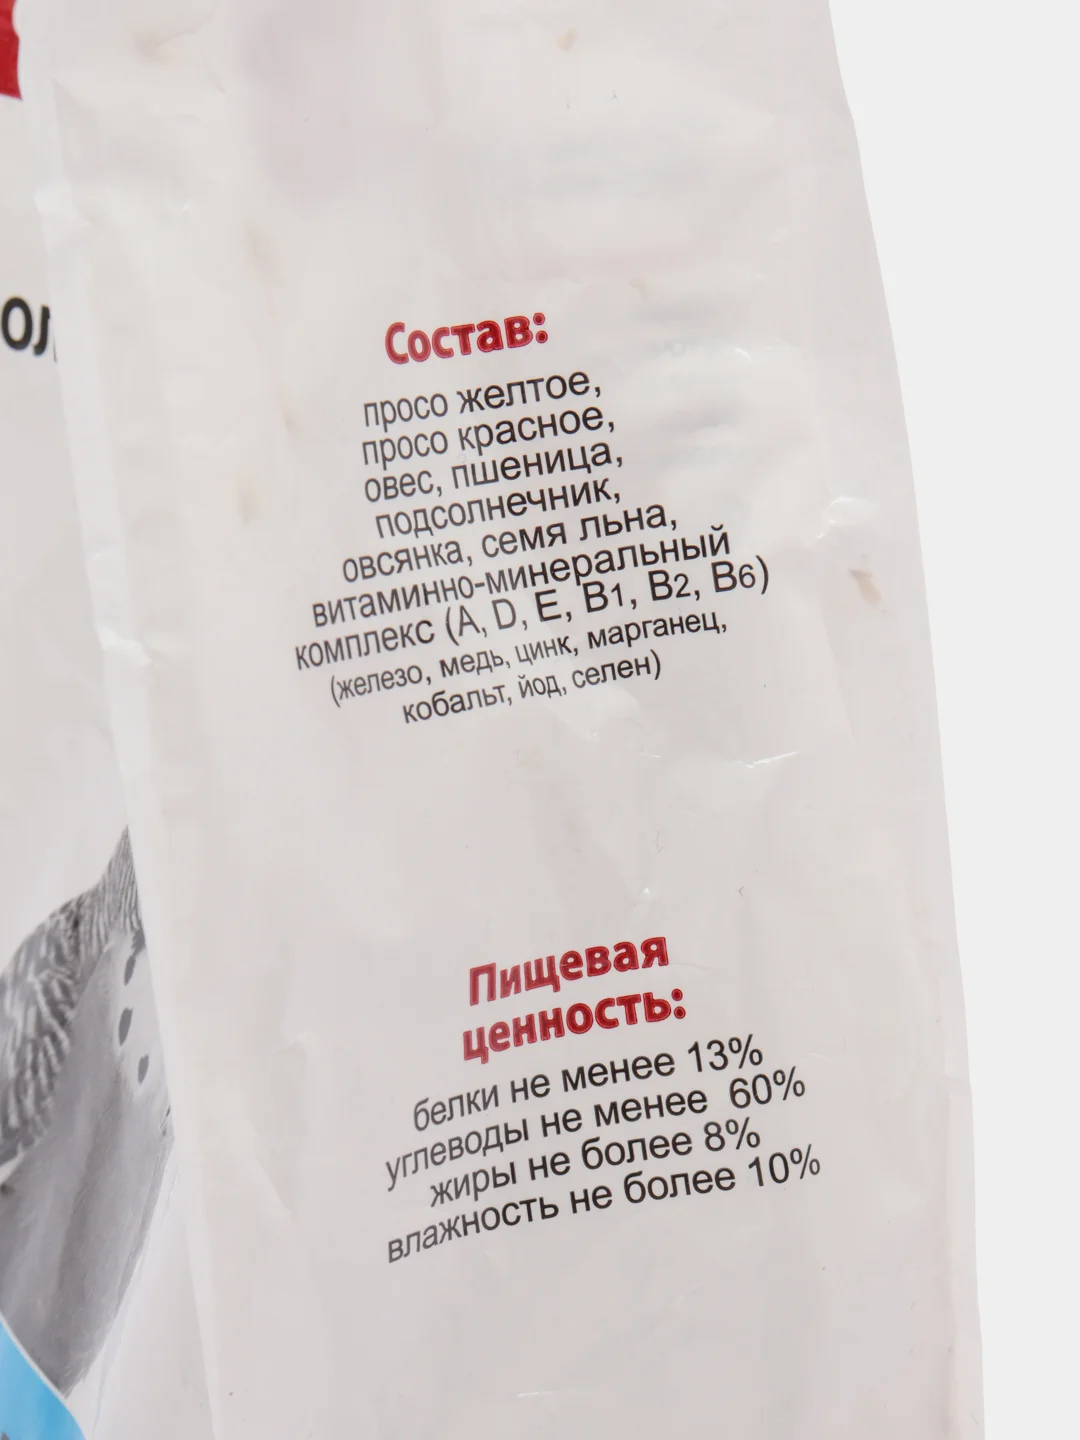 Состав:
просо желтое,
просо красное,
овес, пшеница,
подсолнечник,
овсянка, семя льна,
витаминно-минеральный
комплекс (A, D, E, B1, B2, B6)
(железо, медь, цинк, марганец,
кобальт, йод, селен)
Пищевая
ценность:
белки не менее 13%
углеводы не менее 60%
жиры не более 8%
влажность не более 10%